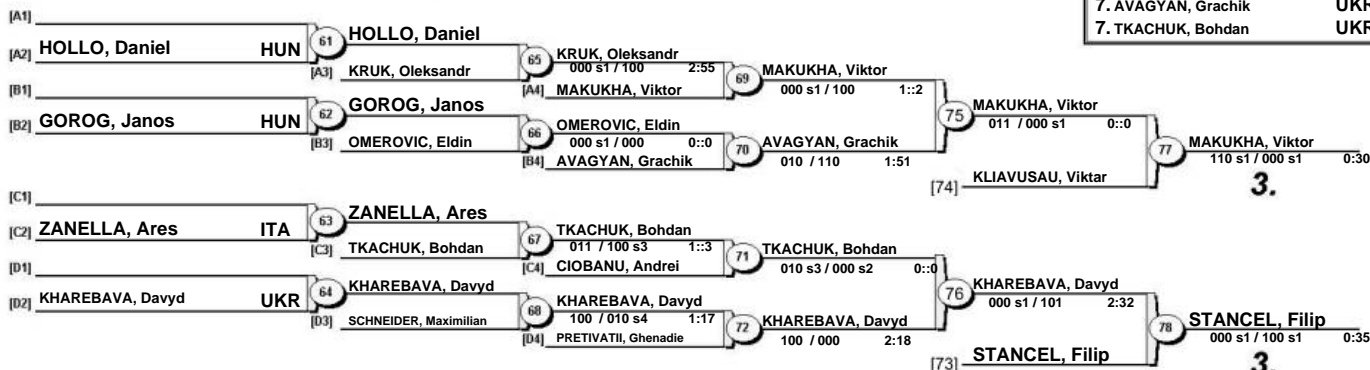 7. AVAGYAN, Grachik UKR
7. TKACHUK, Bohdan UKR
[A1]
[A2] HOLLO, Daniel HUN 61 HOLLO, Daniel
[A3] KRUK, Oleksandr 65 KRUK, Oleksandr
000 s1 / 100 2:55
[A4] MAKUKHA, Viktor 69 MAKUKHA, Viktor
000 s1 / 100 1::2
[B1]
[B2] GOROG, Janos HUN 62 GOROG, Janos
[B3] OMEROVIC, Eldin 66 OMEROVIC, Eldin
000 s1 / 000 0::0
[B4] AVAGYAN, Grachik 70 AVAGYAN, Grachik
010 / 110 1:51
75 MAKUKHA, Viktor
011 / 000 s1 0::0
[74] KLIAVUSAU, Viktar 77 MAKUKHA, Viktor
110 s1 / 000 s1 0:30
3.
[C1]
[C2] ZANELLA, Ares ITA 63 ZANELLA, Ares
[C3] TKACHUK, Bohdan 67 TKACHUK, Bohdan
011 / 100 s3 1::3
[C4] CIOBANU, Andrei 71 TKACHUK, Bohdan
010 s3 / 000 s2 0::0
[D1]
[D2] KHAREBAVA, Davyd UKR 64 KHAREBAVA, Davyd
[D3] SCHNEIDER, Maximilian 68 KHAREBAVA, Davyd
100 / 010 s4 1:17
[D4] PRETIVATII, Ghenadie 72 KHAREBAVA, Davyd
100 / 000 2:18
76 KHAREBAVA, Davyd
000 s1 / 101 2:32
[73] STANCEL, Filip 78 STANCEL, Filip
000 s1 / 100 s1 0:35
3.